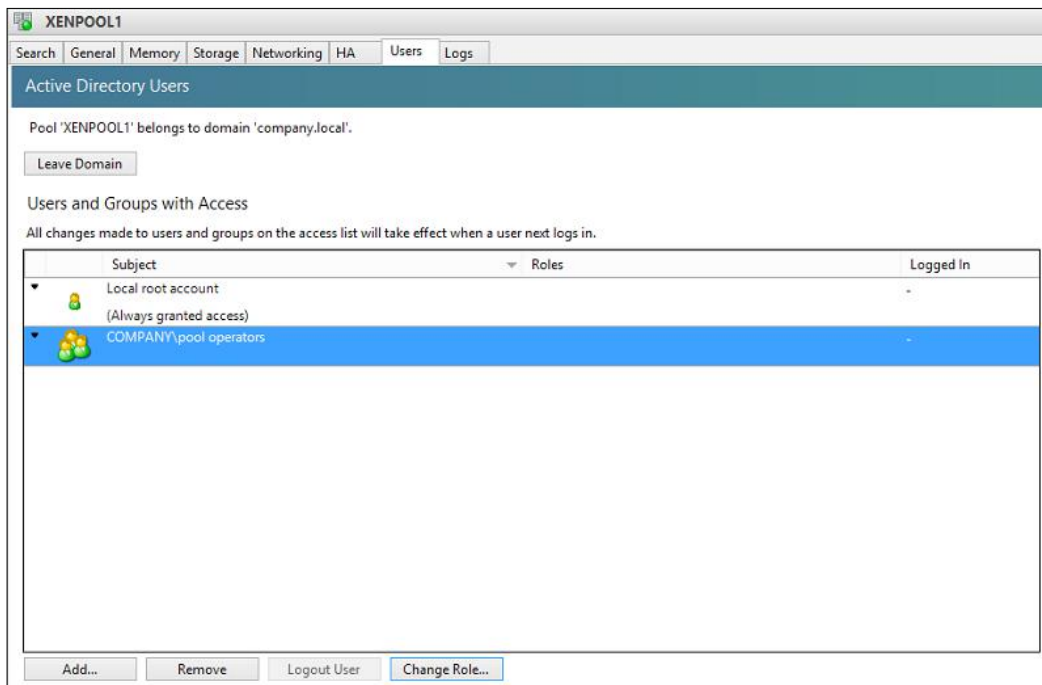 XENPOOL1
Search General Memory Storage Networking HA Users Logs
Active Directory Users
Pool 'XENPOOL1' belongs to domain 'company.local'.
Leave Domain
Users and Groups with Access
All changes made to users and groups on the access list will take effect when a user next logs in.
Subject Roles Logged In
Local root account -
(Always granted access)
COMPANY\pool operators -
Add... Remove Logout User Change Role...